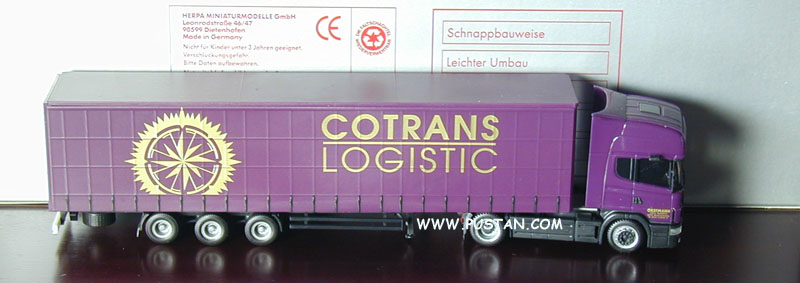 HERPA MINIATURMODELLE GmbH
Leonrodstraße 46/47
90599 Dietenhofen
Made in Germany
Nicht für Kinder unter 3 Jahren geeignet.
Verschluckungsgefahr.
Bitte Daten aufbewahren.
CE
Schnappbauweise
Leichter Umbau
COTRANS
LOGISTIC
WWW.PUSTAN.COM